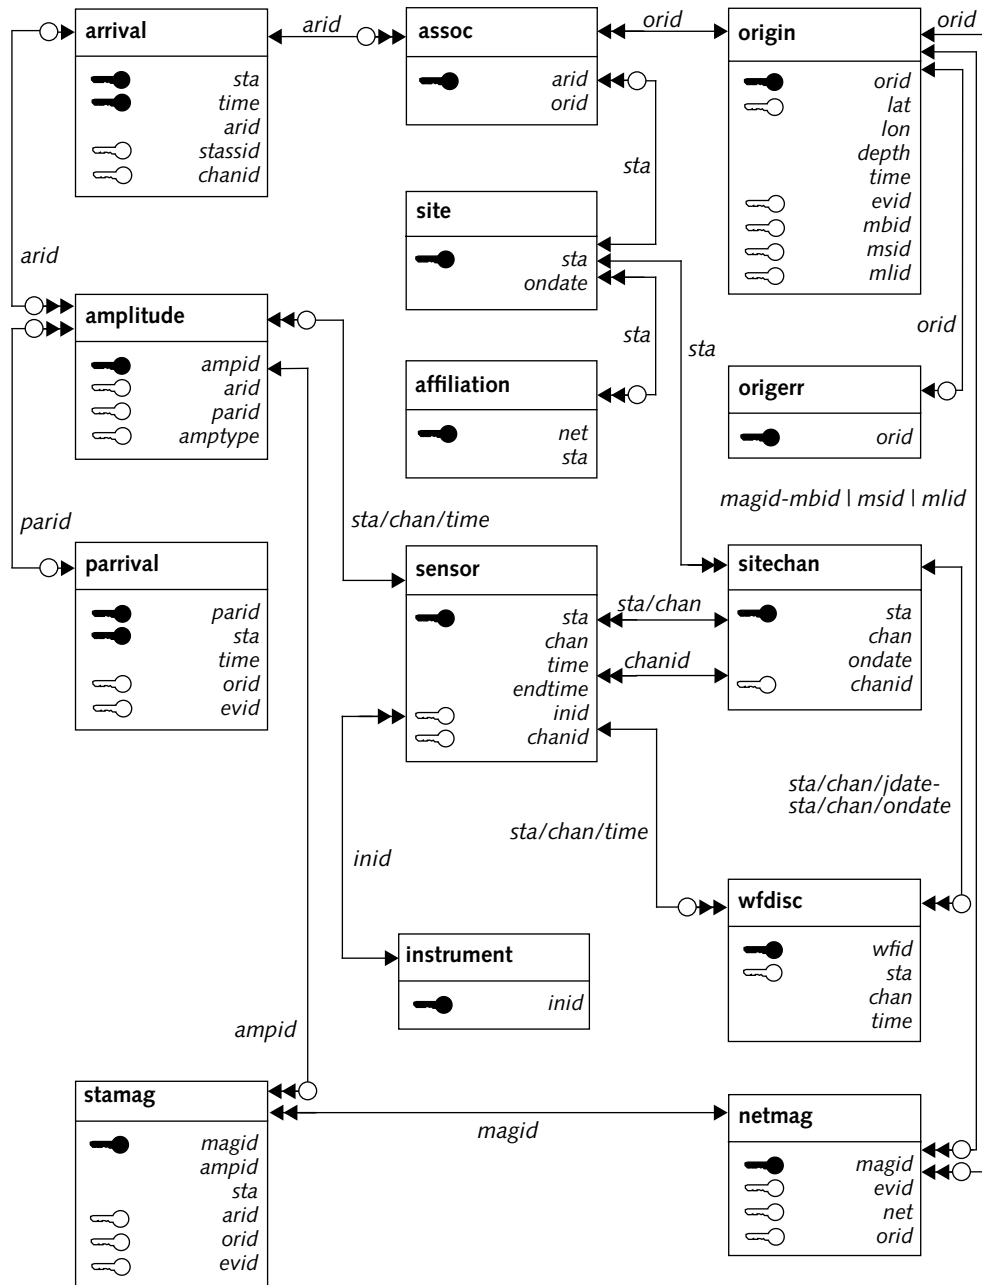 arrival
sta
time
arid
stassid
chanid
arid
assoc
arid
orid
orid
origin
orid
lat
lon
depth
time
evid
mbid
msid
mlid
orid
sta
site
sta
ondate
arid
amplitude
ampid
arid
parid
amptype
sta
sta
affiliation
net
sta
orid
origerr
orid
magid-mbid | msid | mlid
parid
sta/chan/time
parrival
parid
sta
time
orid
evid
sensor
sta
chan
time
endtime
inid
chanid
sta/chan
chanid
sitechan
sta
chan
ondate
chanid
sta/chan/jdate-
sta/chan/ondate
sta/chan/time
inid
wfdisc
wfid
sta
chan
time
instrument
inid
ampid
stamag
magid
ampid
sta
arid
orid
evid
magid
netmag
magid
evid
net
orid